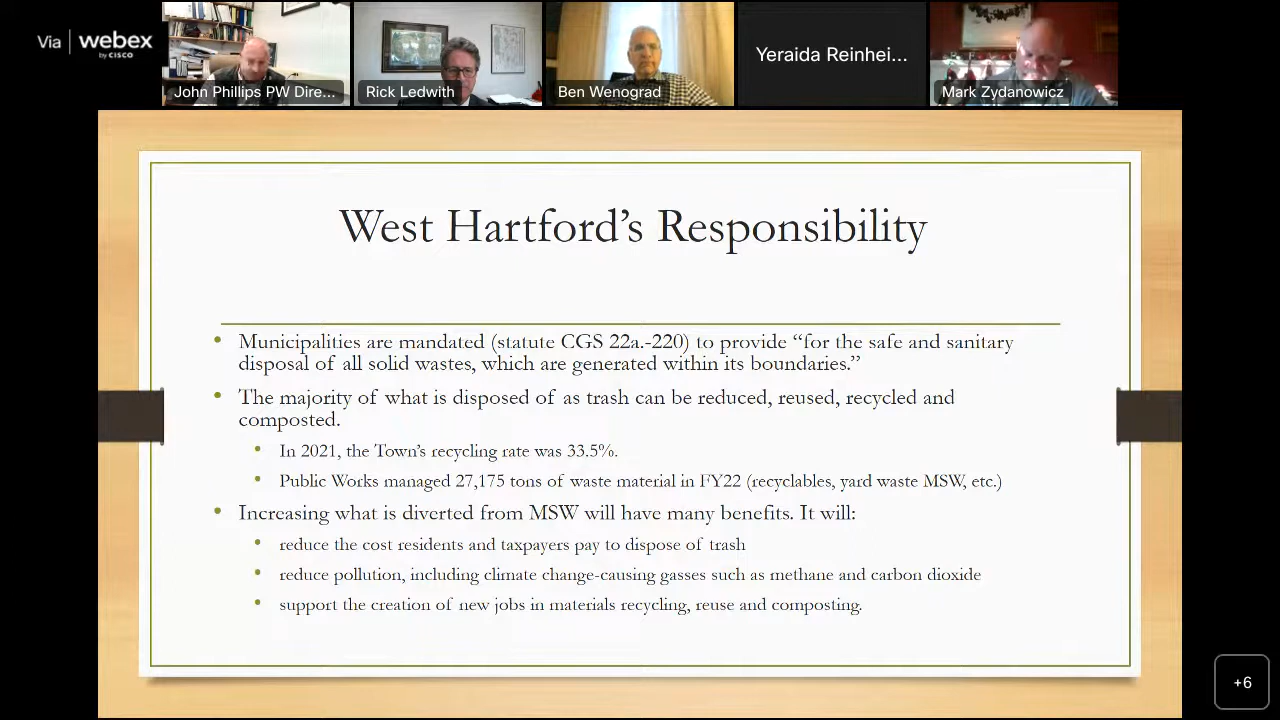 Via webex
by CISCO
John Phillips PW Dire...
Rick Ledwith
Ben Wenograd
Yeraida Reinhei...
Mark Zydanowicz
West Hartford’s Responsibility
• Municipalities are mandated (statute CGS 22a.-220) to provide “for the safe and sanitary
disposal of all solid wastes, which are generated within its boundaries.”
• The majority of what is disposed of as trash can be reduced, reused, recycled and
composted.
• In 2021, the Town’s recycling rate was 33.5%.
• Public Works managed 27,175 tons of waste material in FY22 (recyclables, yard waste MSW, etc.)
• Increasing what is diverted from MSW will have many benefits. It will:
• reduce the cost residents and taxpayers pay to dispose of trash
• reduce pollution, including climate change-causing gasses such as methane and carbon dioxide
• support the creation of new jobs in materials recycling, reuse and composting.
+6